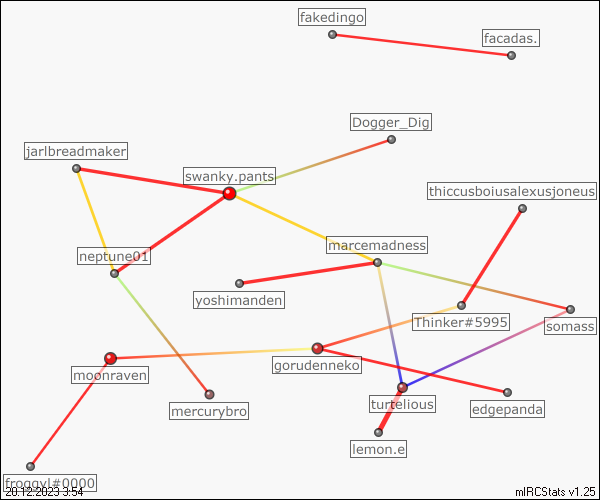 fakedingo
facadas.
Dogger_Dig
jarlbreadmaker
swanky.pants
thiccusboiusalexusjoneus
marcemadness
neptune01
yoshimanden
Thinker#5995
somass
gorudenneko
moonraven
turtelious
mercurybro
edgepanda
lemon.e
froggyl#0000
20.12.2023 3:54
mIRCStats v1.25